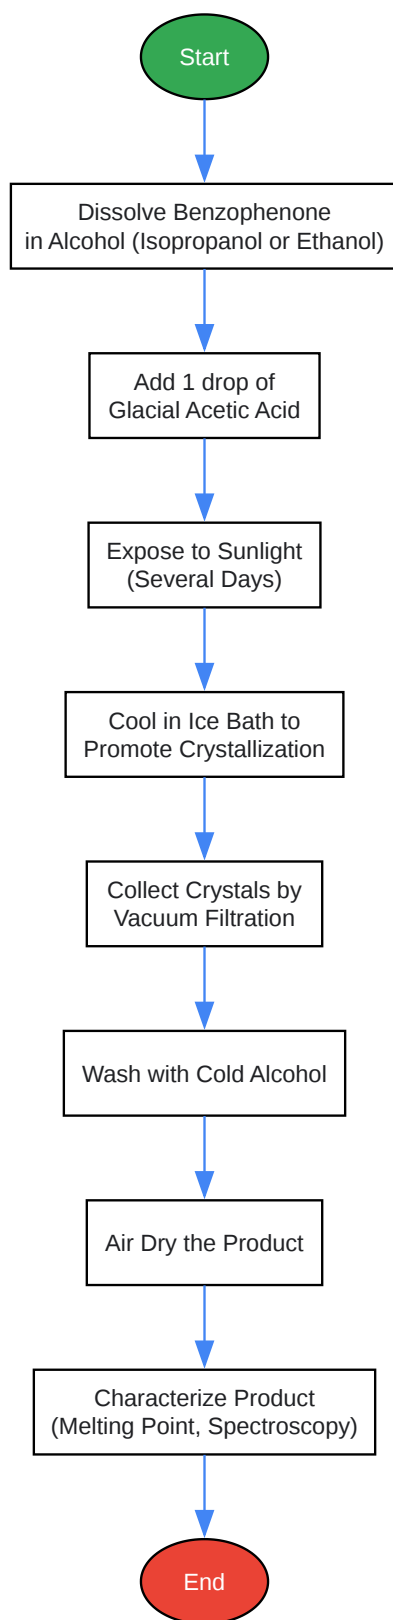 Start
Dissolve Benzophenone
in Alcohol (Isopropanol or Ethanol)
Add 1 drop of
Glacial Acetic Acid
Expose to Sunlight
(Several Days)
Cool in Ice Bath to
Promote Crystallization
Collect Crystals by
Vacuum Filtration
Wash with Cold Alcohol
Air Dry the Product
Characterize Product
(Melting Point, Spectroscopy)
End